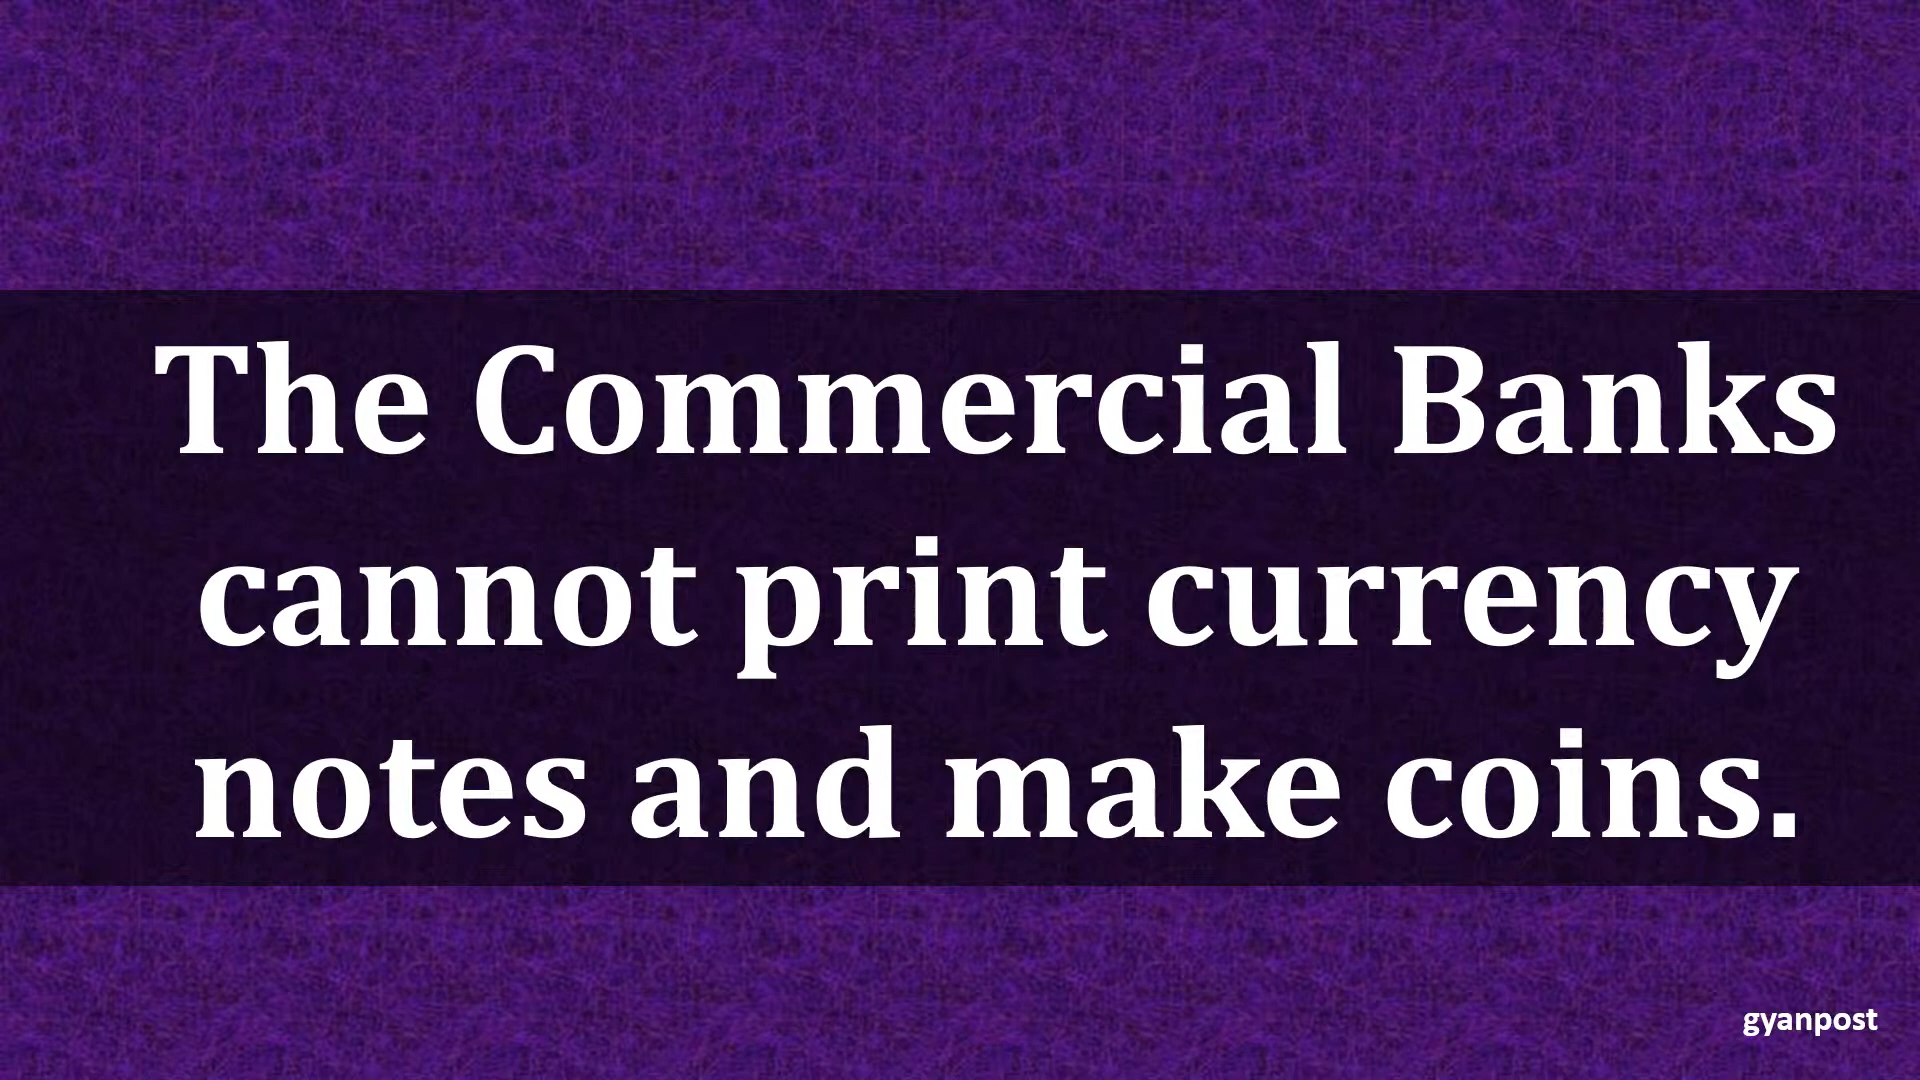 The Commercial Banks
cannot print currency
notes and make coins.
gyanpost